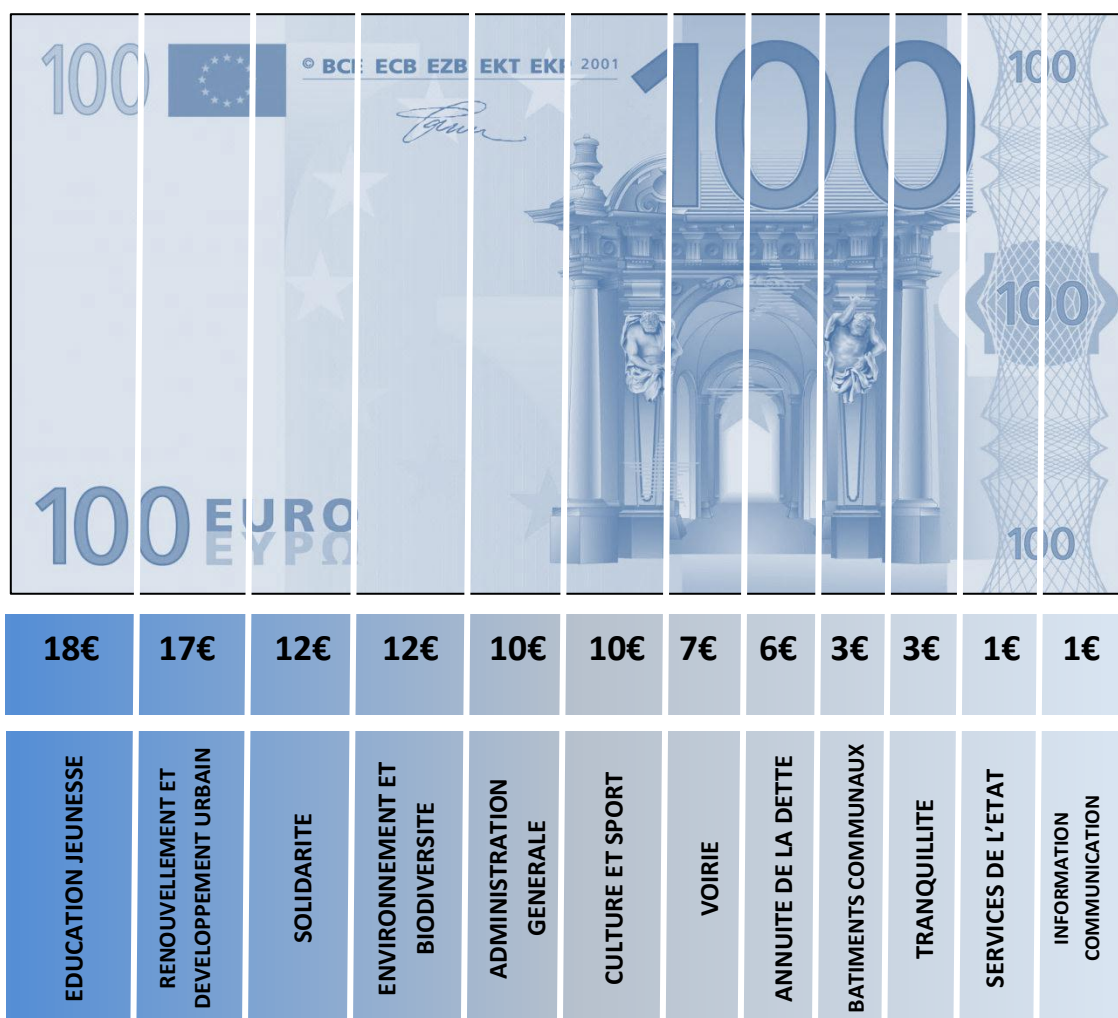 100
© BCE ECB EZB EKT EKP 2001
100
100
100
100 EURO
ΕΥΡΩ
100
18€
17€
12€
12€
10€
10€
7€
6€
3€
3€
1€
1€
EDUCATION JEUNESSE
RENOUVELLEMENT ET
DEVELOPPEMENT URBAIN
SOLIDARITE
ENVIRONNEMENT ET
BIODIVERSITE
ADMINISTRATION
GENERALE
CULTURE ET SPORT
VOIRIE
ANNUITE DE LA DETTE
BATIMENTS COMMUNAUX
TRANQUILLITE
SERVICES DE L'ETAT
INFORMATION
COMMUNICATION